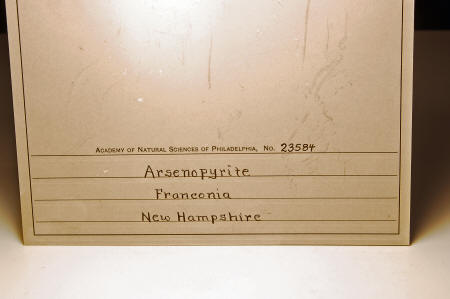 Academy of Natural Sciences of Philadelphia, No. 23584
Arsenopyrite
Franconia
New Hampshire